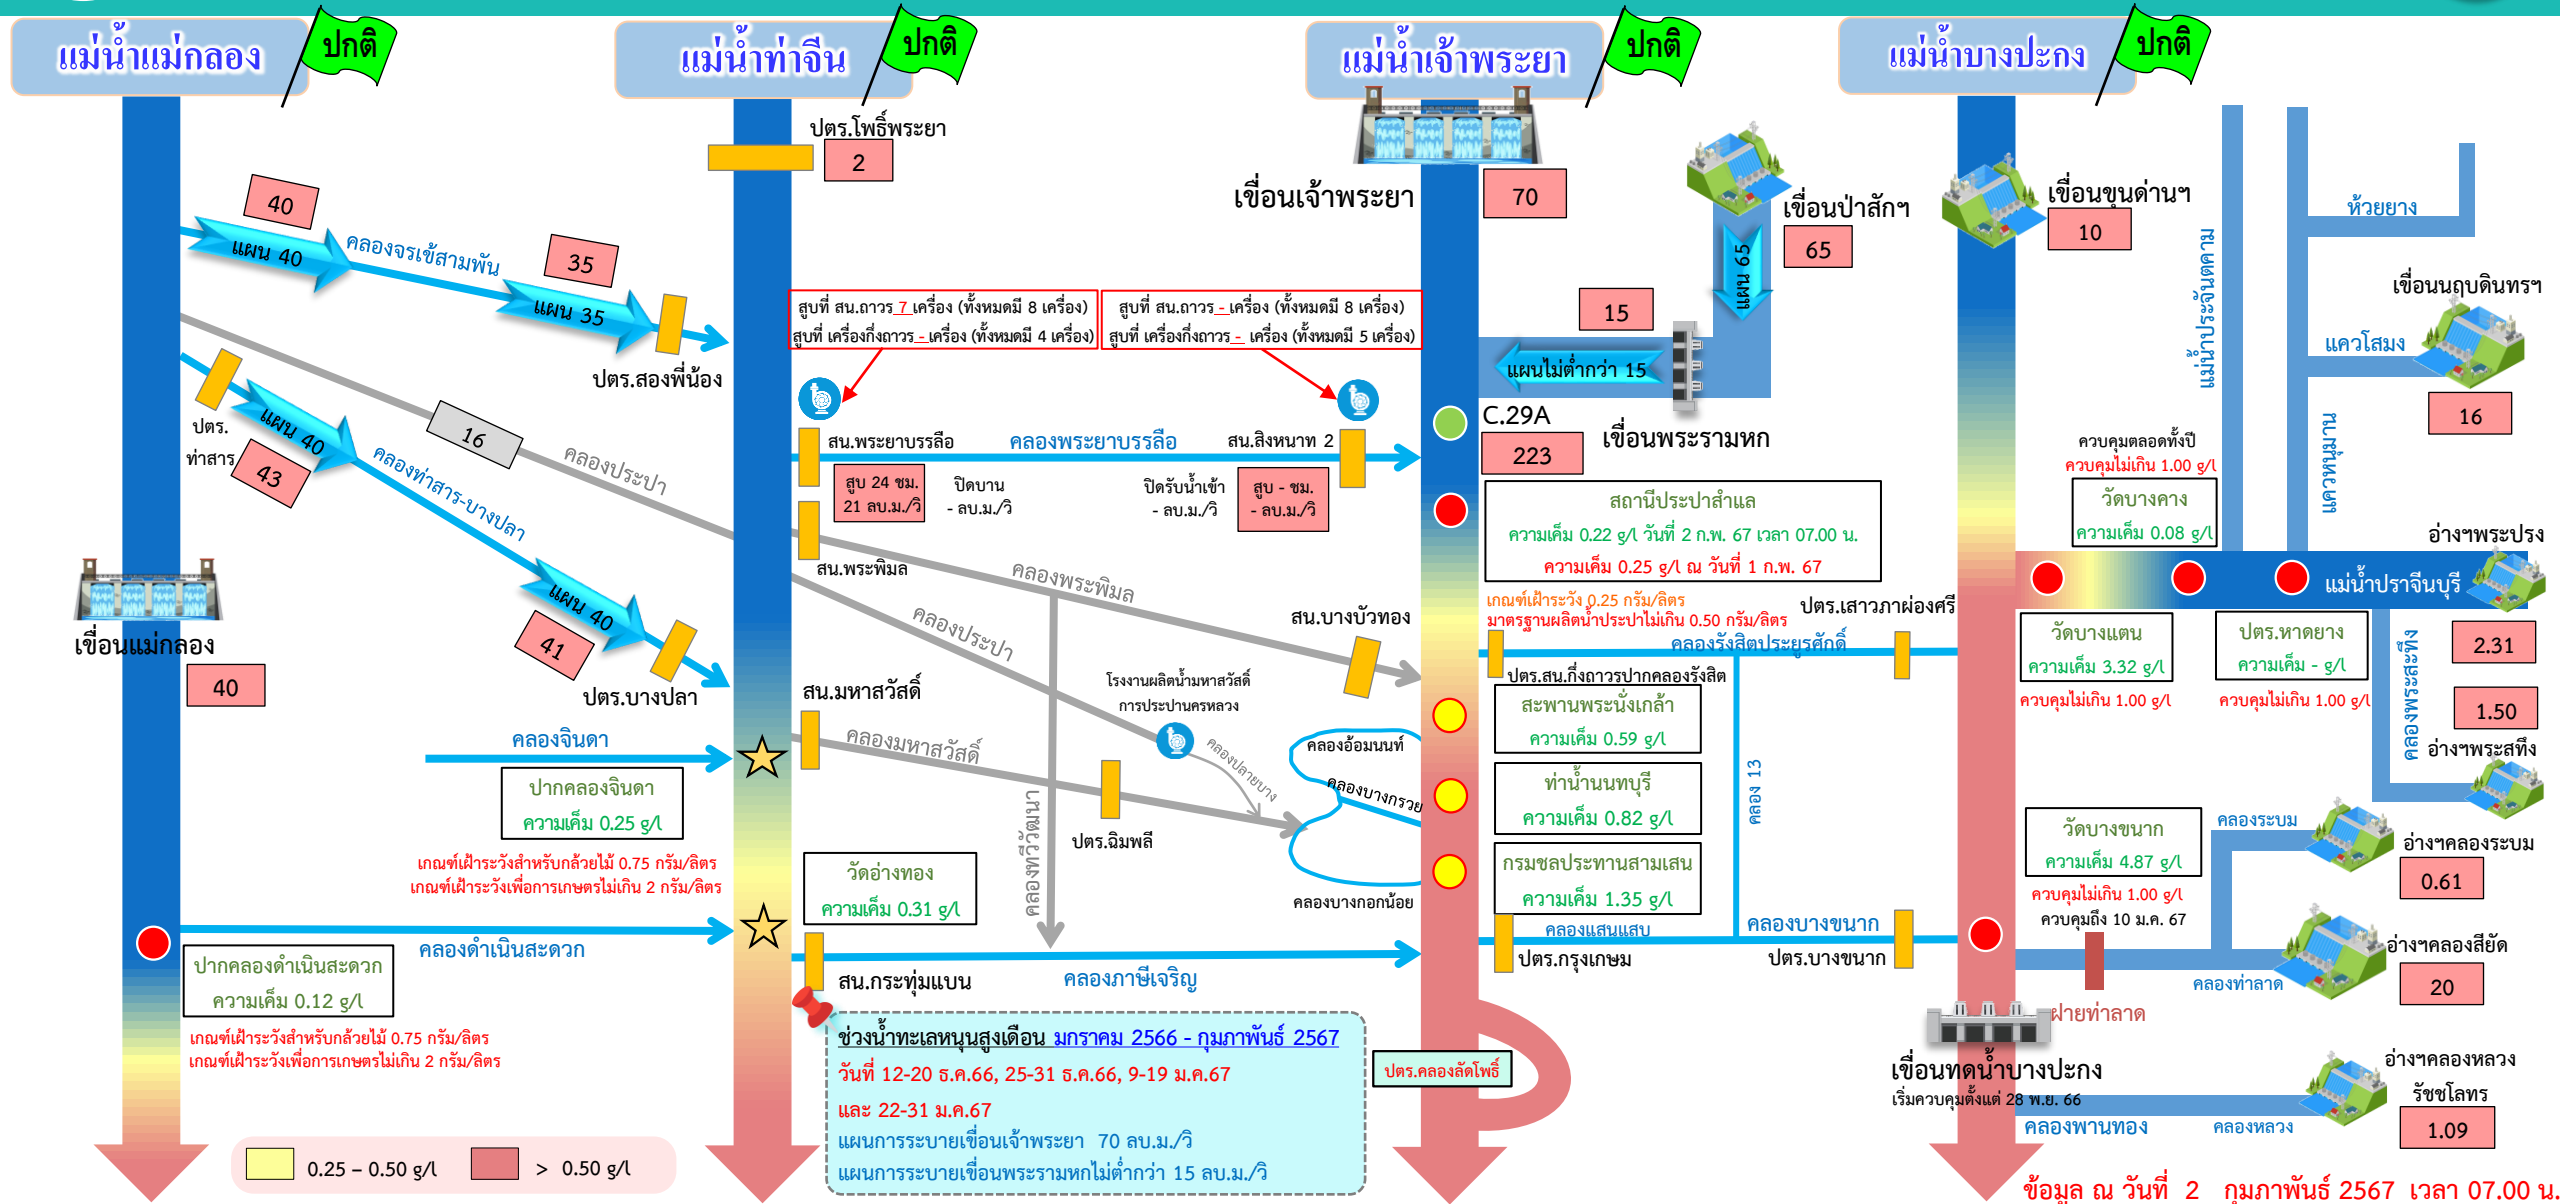 แม่น้ำแม่กลอง
ปกติ
แม่น้ำท่าจีน
ปกติ
แม่น้ำเจ้าพระยา
ปกติ
แม่น้ำบางปะกง
ปกติ
ปตร.โพธิ์พระยา
2
เขื่อนเจ้าพระยา
70
เขื่อนป่าสักฯ
65
แผน 65
เขื่อนขุนด่านฯ
10
ห้วยยาง
แม่น้ำประจันตคาม
เขื่อนนฤบดินทรฯ
แควโสมง
16
แควหนุมาน
40
แผน 40
คลองจรเข้สามพัน
35
แผน 35
ปตร.สองพี่น้อง
สูบที่ สน.ถาวร 7 เครื่อง (ทั้งหมดมี 8 เครื่อง)
สูบที่ เครื่องกึ่งถาวร - เครื่อง (ทั้งหมดมี 4 เครื่อง)
สูบที่ สน.ถาวร - เครื่อง (ทั้งหมดมี 8 เครื่อง)
สูบที่ เครื่องกึ่งถาวร - เครื่อง (ทั้งหมดมี 5 เครื่อง)
15
แผนไม่ต่ำกว่า 15
เขื่อนพระรามหก
C.29A
223
ปตร.
ท่าสาร
แผน 40
43
16
คลองประปา
คลองท่าสาร-บางปลา
แผน 40
41
ปตร.บางปลา
สน.พระยาบรรลือ
คลองพระยาบรรลือ
สน.สิงหนาท 2
สูบ 24 ชม.
21 ลบ.ม./วิ
ปิดบาน
- ลบ.ม./วิ
ปิดรับน้ำเข้า
- ลบ.ม./วิ
สูบ - ชม.
- ลบ.ม./วิ
สน.พระพิมล
คลองพระพิมล
คลองประปา
สน.บางบัวทอง
สถานีประปาสำแล
ความเค็ม 0.22 g/l วันที่ 2 ก.พ. 67 เวลา 07.00 น.
ความเค็ม 0.25 g/l ณ วันที่ 1 ก.พ. 67
เกณฑ์เฝ้าระวัง 0.25 กรัม/ลิตร
มาตรฐานผลิตน้ำประปาไม่เกิน 0.50 กรัม/ลิตร
ปตร.เสาวภาผ่องศรี
คลองรังสิตประยูรศักดิ์
ปตร.สน.กึ่งถาวรปากคลองรังสิต
ควบคุมตลอดทั้งปี
ควบคุมไม่เกิน 1.00 g/l
วัดบางคาง
ความเค็ม 0.08 g/l
อ่างฯพระปรง
แม่น้ำปราจีนบุรี
2.31
วัดบางแตน
ความเค็ม 3.32 g/l
ควบคุมไม่เกิน 1.00 g/l
ปตร.หาดยาง
ความเค็ม - g/l
ควบคุมไม่เกิน 1.00 g/l
คลองพระสะทึง
1.50
อ่างฯพระสทึง
เขื่อนแม่กลอง
40
สน.มหาสวัสดิ์
คลองมหาสวัสดิ์
โรงงานผลิตน้ำมหาสวัสดิ์
การประปานครหลวง
คลองปลายบาง
ปตร.ฉิมพลี
คลองทวีวัฒนา
คลองอ้อมนนท์
คลองบางกรวย
คลองบางกอกน้อย
สะพานพระนั่งเกล้า
ความเค็ม 0.59 g/l
ท่าน้ำนนทบุรี
ความเค็ม 0.82 g/l
กรมชลประทานสามเสน
ความเค็ม 1.35 g/l
คลอง 13
คลองจินดา
ปากคลองจินดา
ความเค็ม 0.25 g/l
เกณฑ์เฝ้าระวังสำหรับกล้วยไม้ 0.75 กรัม/ลิตร
เกณฑ์เฝ้าระวังเพื่อการเกษตรไม่เกิน 2 กรัม/ลิตร
วัดอ่างทอง
ความเค็ม 0.31 g/l
คลองดำเนินสะดวก
ปากคลองดำเนินสะดวก
ความเค็ม 0.12 g/l
เกณฑ์เฝ้าระวังสำหรับกล้วยไม้ 0.75 กรัม/ลิตร
เกณฑ์เฝ้าระวังเพื่อการเกษตรไม่เกิน 2 กรัม/ลิตร
สน.กระทุ่มแบน
คลองภาษีเจริญ
คลองแสนแสบ
ปตร.กรุงเกษม
คลองบางขนาก
ปตร.บางขนาก
วัดบางขนาก
ความเค็ม 4.87 g/l
ควบคุมไม่เกิน 1.00 g/l
ควบคุมถึง 10 ม.ค. 67
คลองระบม
อ่างฯคลองระบม
0.61
อ่างฯคลองสียัด
20
คลองท่าลาด
ฝายท่าลาด
เขื่อนทดน้ำบางปะกง
เริ่มควบคุมตั้งแต่ 28 พ.ย. 66
อ่างฯคลองหลวง
รัชชโลทร
1.09
คลองพานทอง
คลองหลวง
ช่วงน้ำทะเลหนุนสูงเดือน มกราคม 2566 - กุมภาพันธ์ 2567
วันที่ 12-20 ธ.ค.66, 25-31 ธ.ค.66, 9-19 ม.ค.67
และ 22-31 ม.ค.67
แผนการระบายเขื่อนเจ้าพระยา 70 ลบ.ม./วิ
แผนการระบายเขื่อนพระรามหกไม่ต่ำกว่า 15 ลบ.ม./วิ
ปตร.คลองลัดโพธิ์
0.25 – 0.50 g/l
> 0.50 g/l
ข้อมูล ณ วันที่ 2 กุมภาพันธ์ 2567 เวลา 07.00 น.